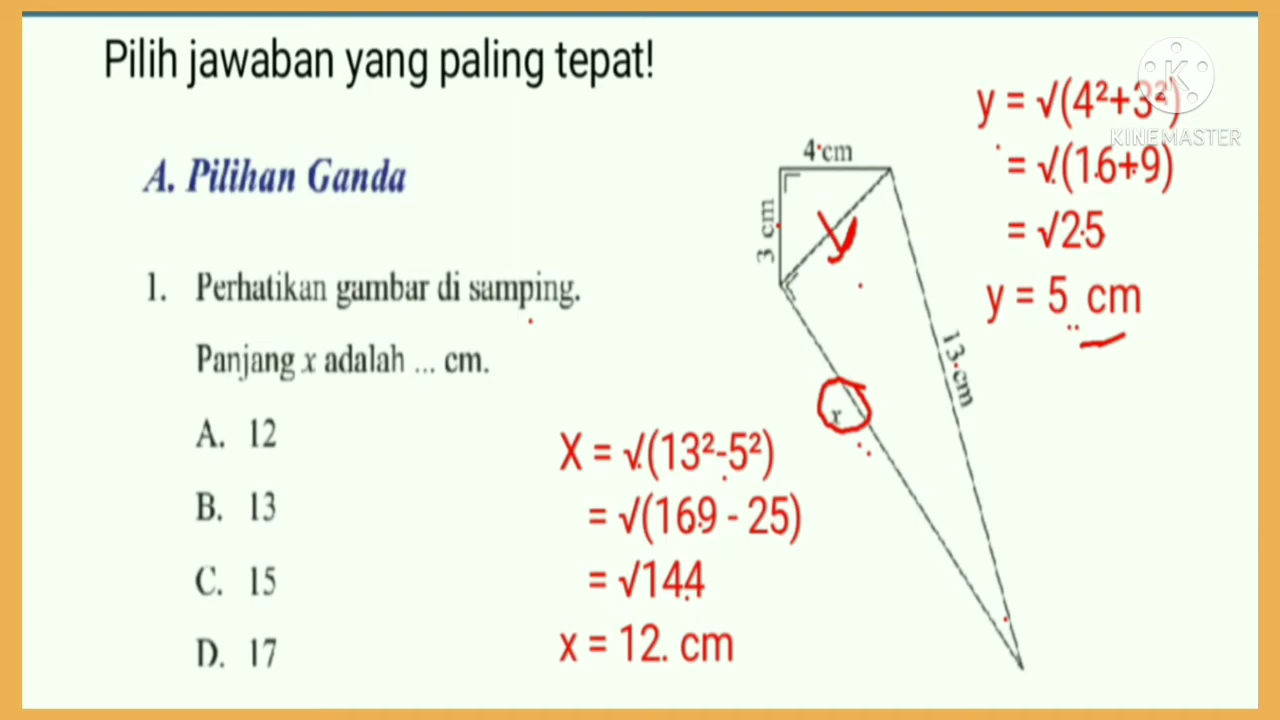 Pilih jawaban yang paling tepat!
A. Pilihan Ganda
1. Perhatikan gambar di samping.
Panjang x adalah ... cm.
A. 12
B. 13
C. 15
D. 17
4 cm
3 cm
y
x
13 cm
y = √(4²+3²)
= √(16+9)
= √25
y = 5 cm
X = √(13²-5²)
= √(169 - 25)
= √144
x = 12. cm
K
KINEMASTER